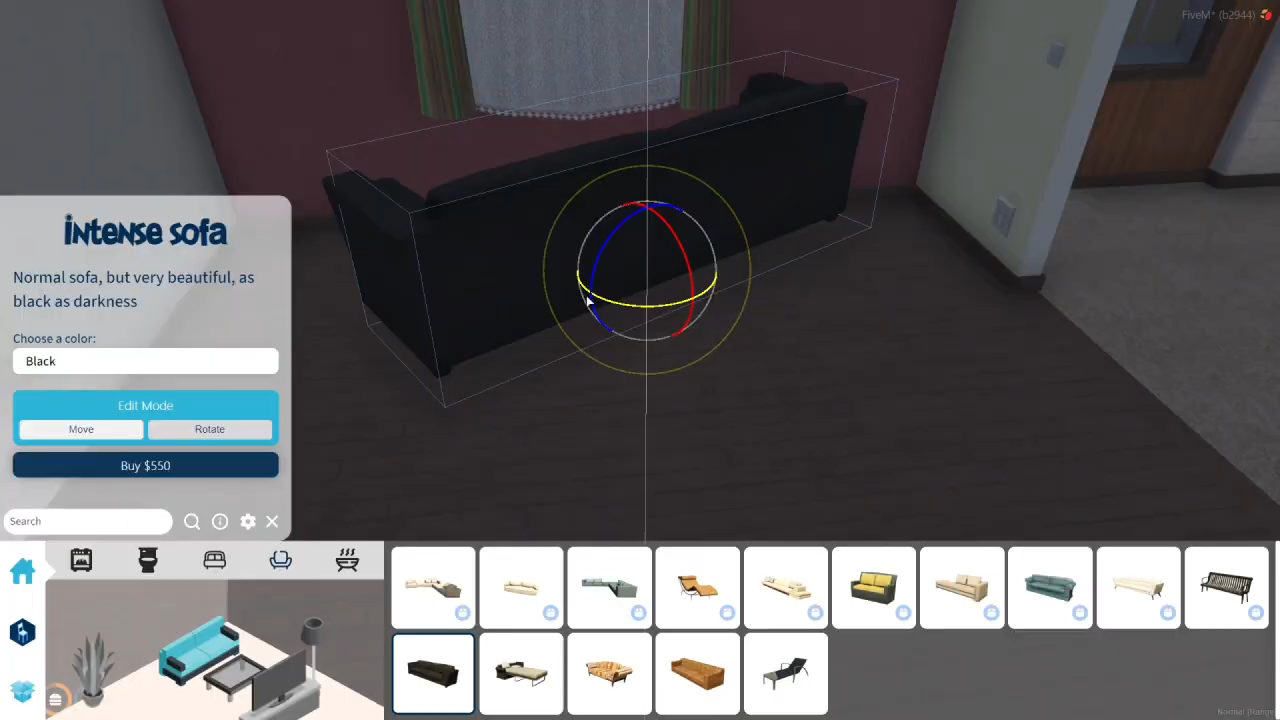 FiveM* (b2944)
intense sofa
Normal sofa, but very beautiful, as
black as darkness
Choose a color:
Black
Edit Mode
Move
Rotate
Buy $550
Search